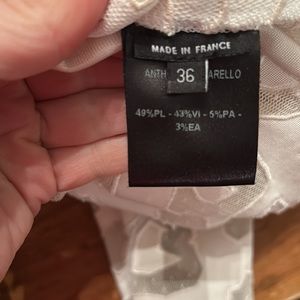 MADE IN FRANCE
ANTH 36 ARELLO
49%PL - 43%VI - 5%PA -
3%EA